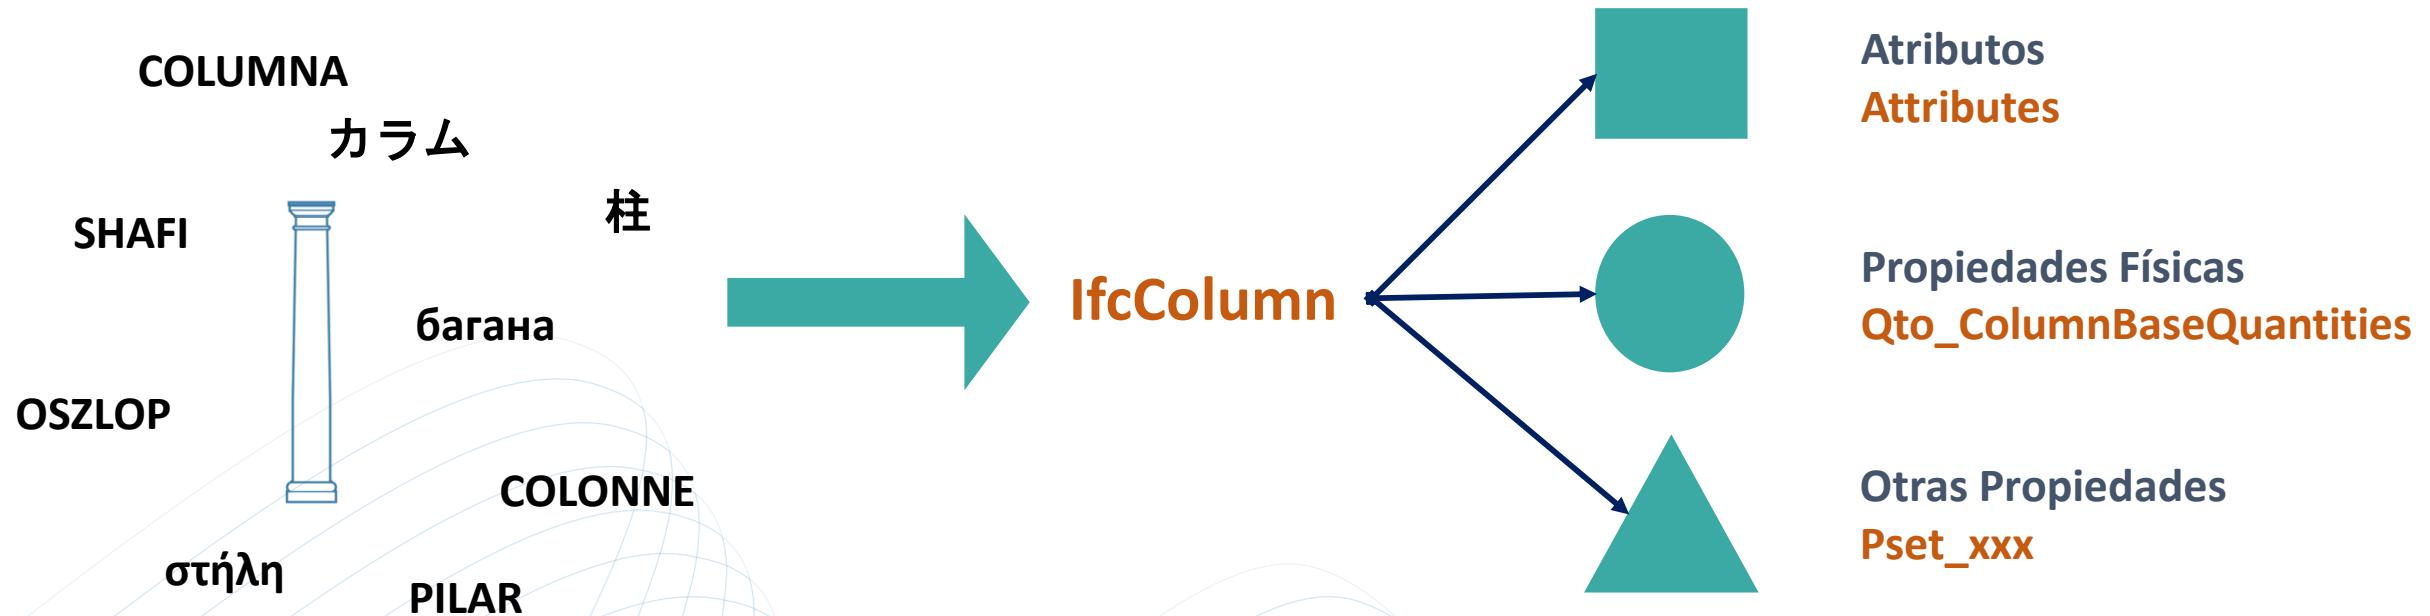 COLUMNA
カラム
柱
SHAFI
багана
OSZLOP
COLONNE
στήλη
PILAR
IfcColumn
Atributos
Attributes
Propiedades Físicas
Qto_ColumnBaseQuantities
Otras Propiedades
Pset_xxx